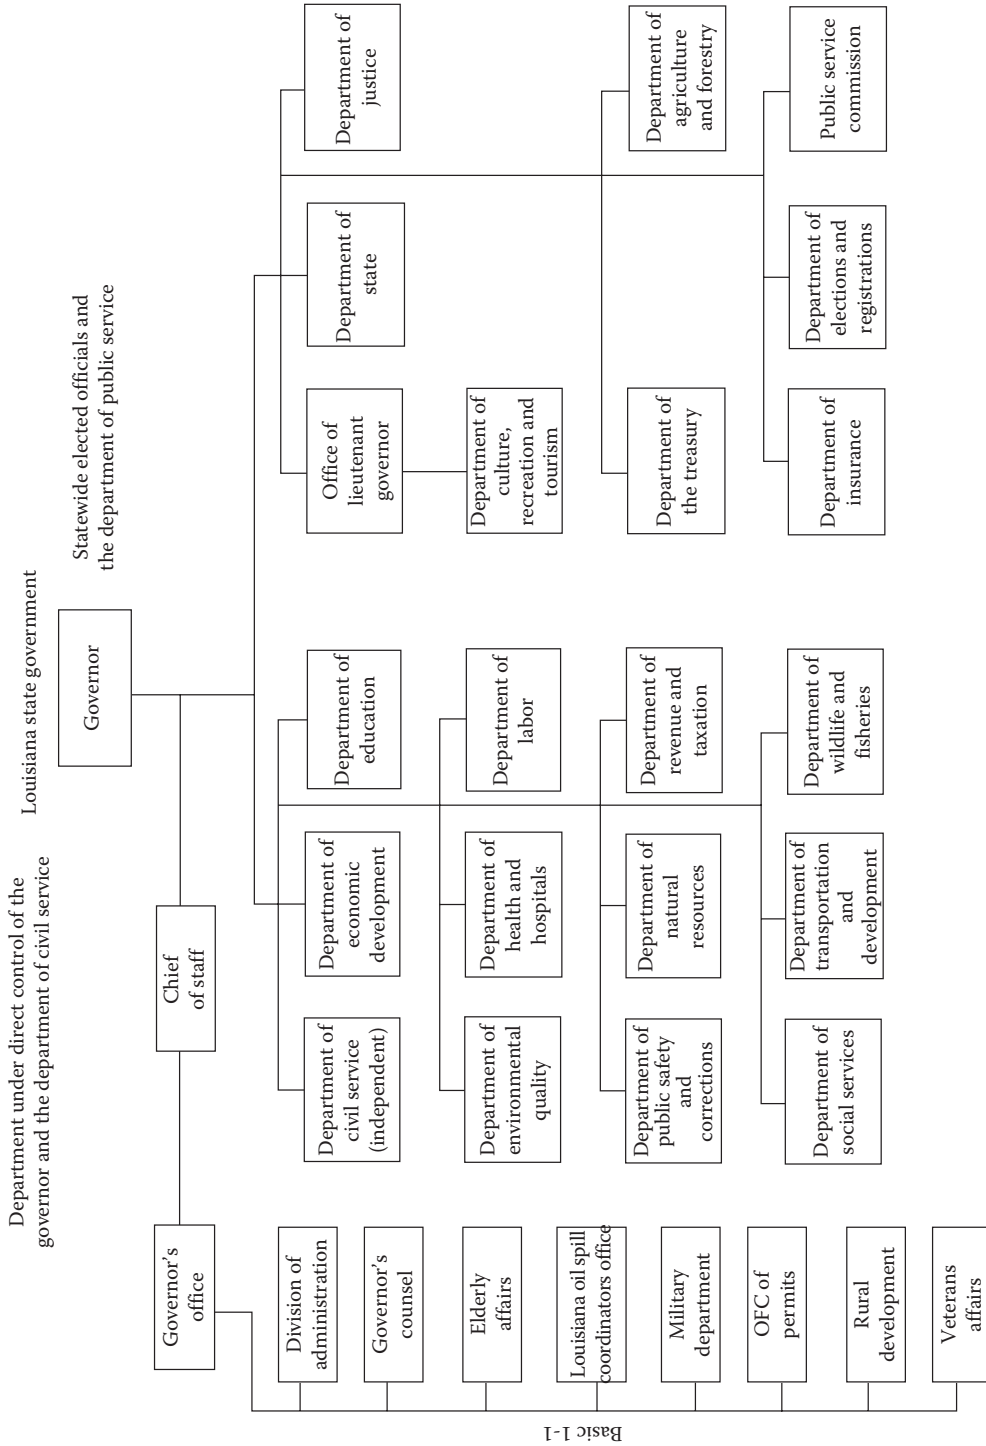 Louisiana state government
Department under direct control of the
governor and the department of civil service
Statewide elected officials and
the department of public service
Governor
Chief
of staff
Governor's
office
Division of
administration
Governor's
counsel
Elderly
affairs
Louisiana oil spill
coordinators office
Military
department
OFC of
permits
Rural
development
Veterans
affairs
Department of
civil service
(independent)
Department of
economic
development
Department of
education
Department of
environmental
quality
Department of
health and
hospitals
Department of
labor
Department of
public safety
and
corrections
Department of
natural
resources
Department of
revenue and
taxation
Department of
social services
Department of
transportation
and
development
Department of
wildlife and
fisheries
Office of
lieutenant
governor
Department of
state
Department of
justice
Department of
culture,
recreation and
tourism
Department of
the treasury
Department of
agriculture
and forestry
Department of
insurance
Department of
elections and
registrations
Public service
commission
Basic 1-1